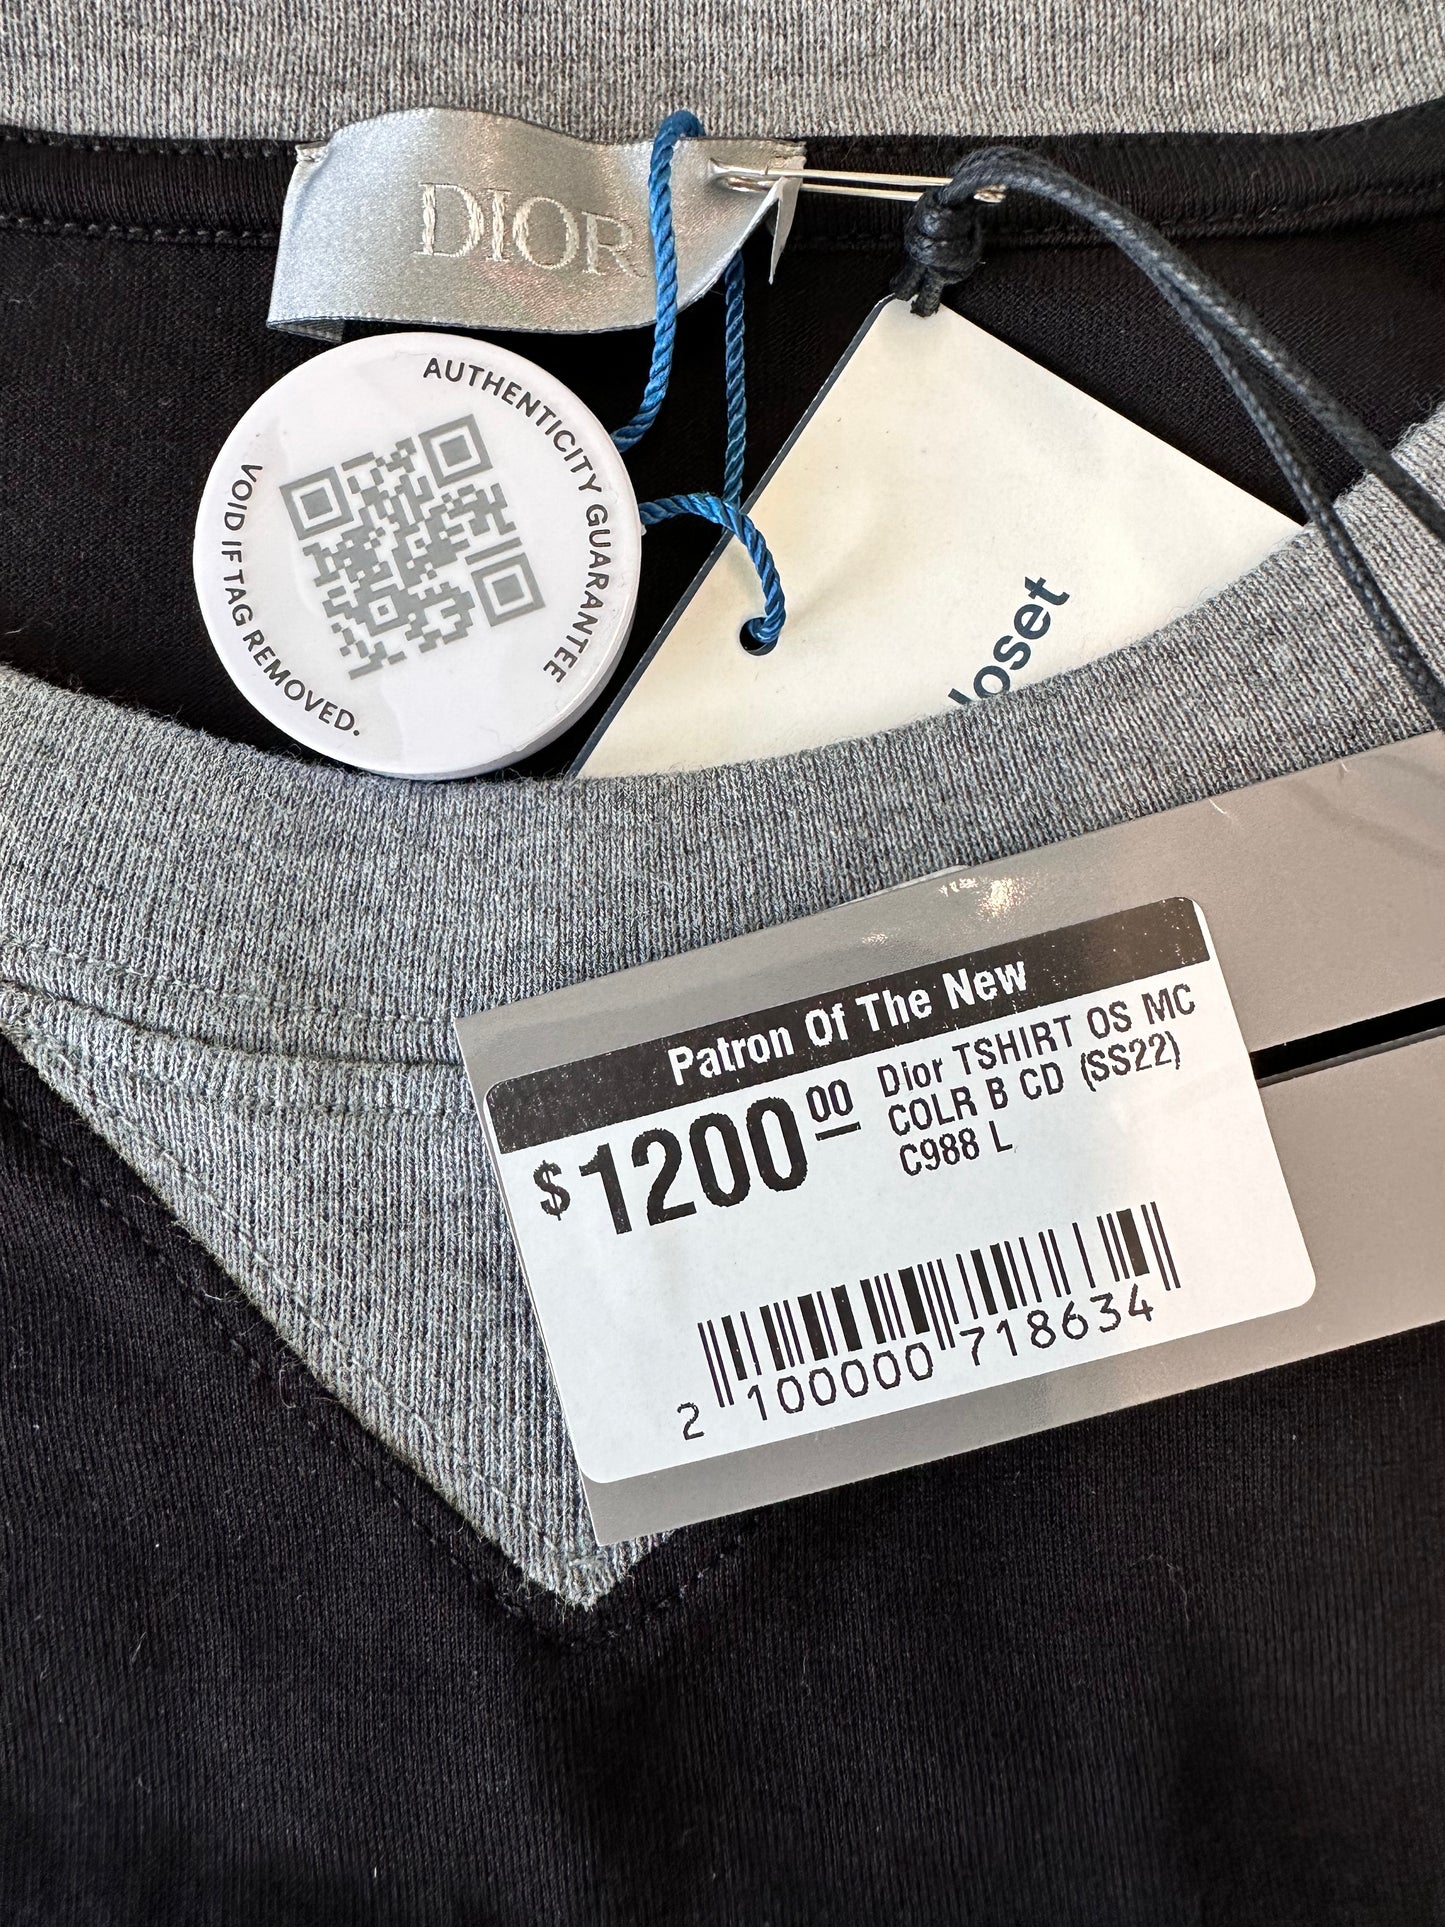 DIOR
AUTHENTICITY GUARANTEE
VOID IF TAG REMOVED.
loset
Patron Of The New
$1200.00
Dior TSHIRT OS MC
COLR B CD (SS22)
C988 L
2 100000 718634